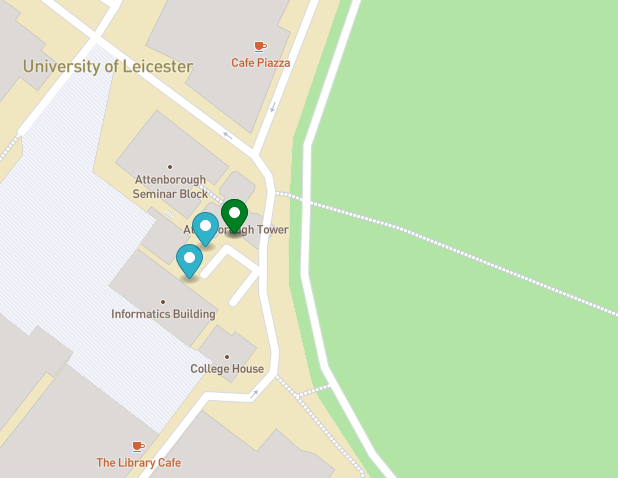 University of Leicester
Cafe Piazza
Attenborough
Seminar Block
Attenborough Tower
Informatics Building
College House
The Library Cafe